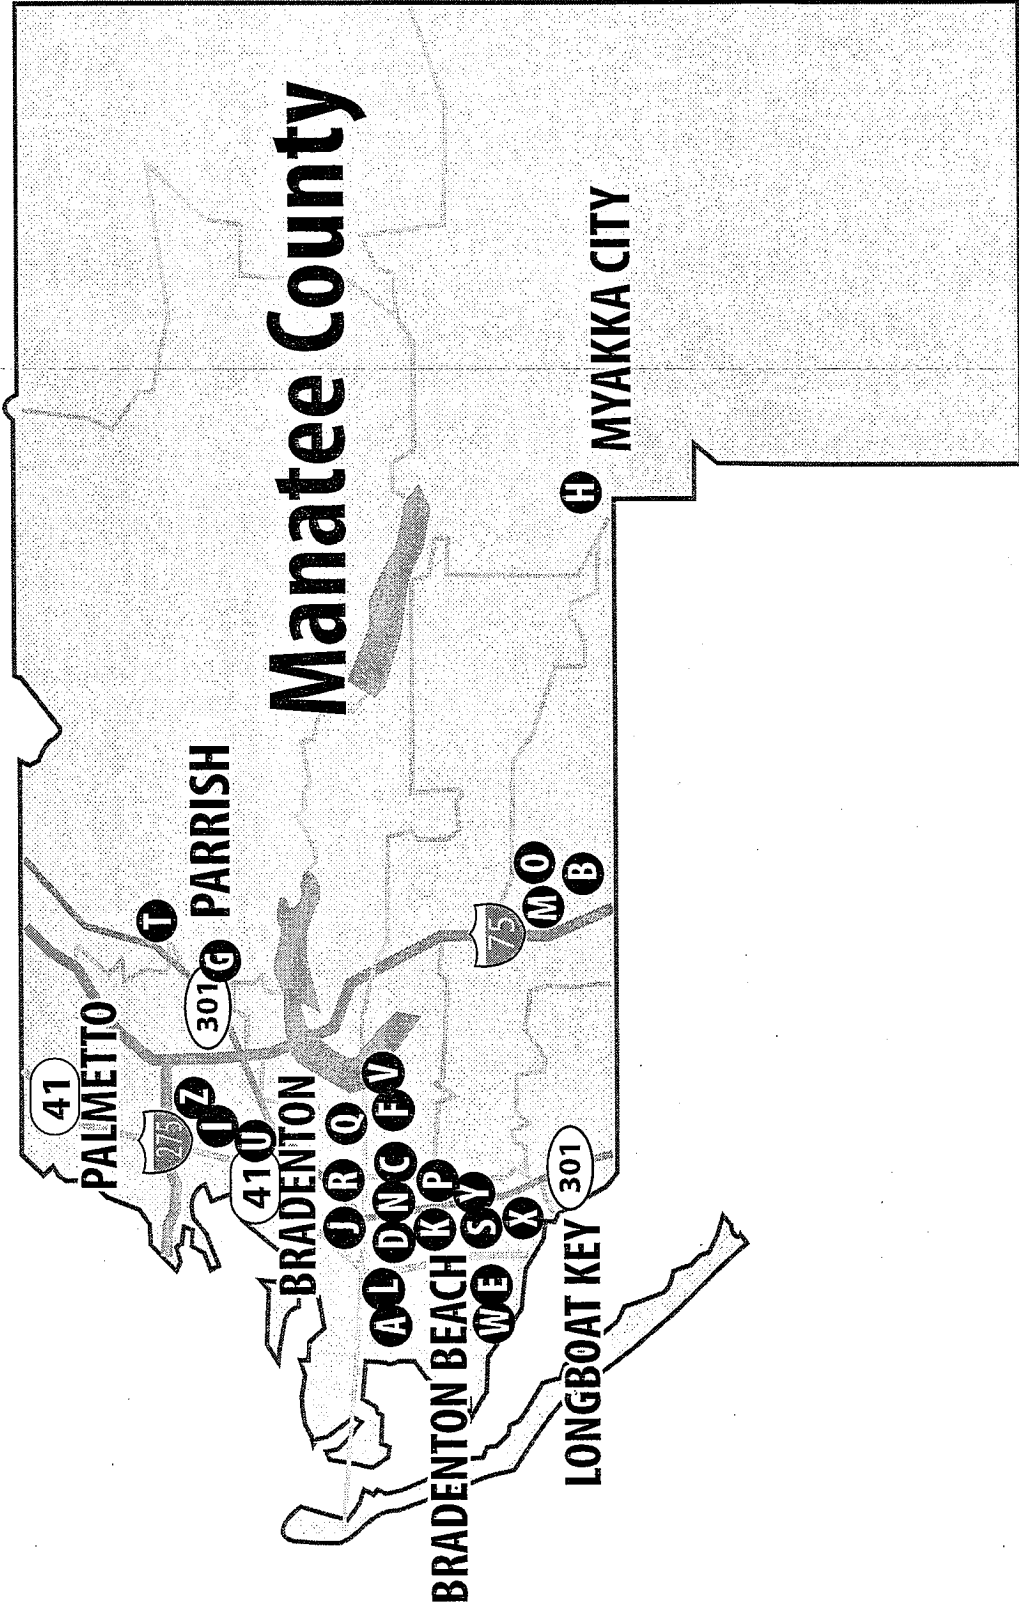 Manatee County
41
PALMETTO
275
Z
I
U
41
301
T
G
PARRISH
BRADENTON
J
R
Q
A
L
D
N
C
F
V
K
P
BRADENTON BEACH
S
Y
W
E
X
301
LONGBOAT KEY
75
M
O
B
H
MYAKKA CITY